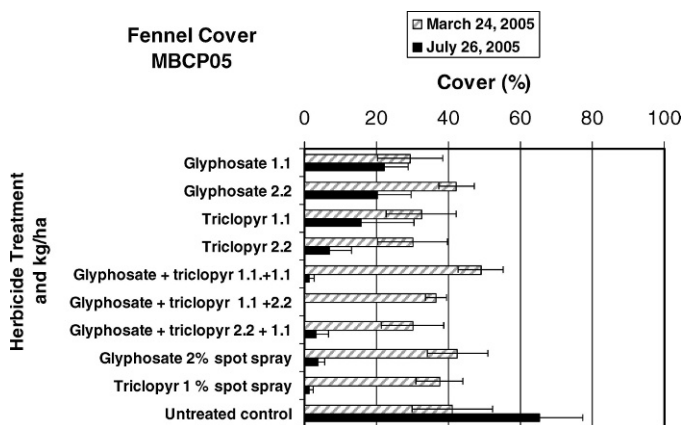 Fennel Cover
MBCP05
March 24, 2005
July 26, 2005
Cover (%)
0 20 40 60 80 100
Herbicide Treatment
and kg/ha
Glyphosate 1.1
Glyphosate 2.2
Triclopyr 1.1
Triclopyr 2.2
Glyphosate + triclopyr 1.1.+1.1
Glyphosate + triclopyr 1.1 +2.2
Glyphosate + triclopyr 2.2 + 1.1
Glyphosate 2% spot spray
Triclopyr 1 % spot spray
Untreated control